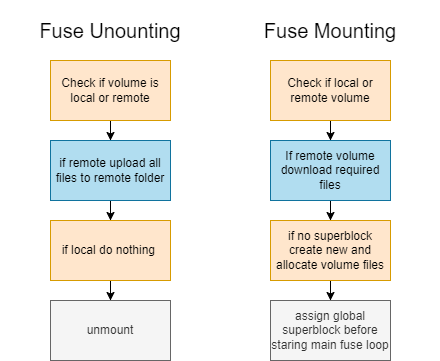 Fuse Unounting
Check if volume is
local or remote
if remote upload all
files to remote folder
if local do nothing
unmount
Fuse Mounting
Check if local or
remote volume
If remote volume
download required
files
if no superblock
create new and
allocate volume files
assign global
superblock before
staring main fuse loop